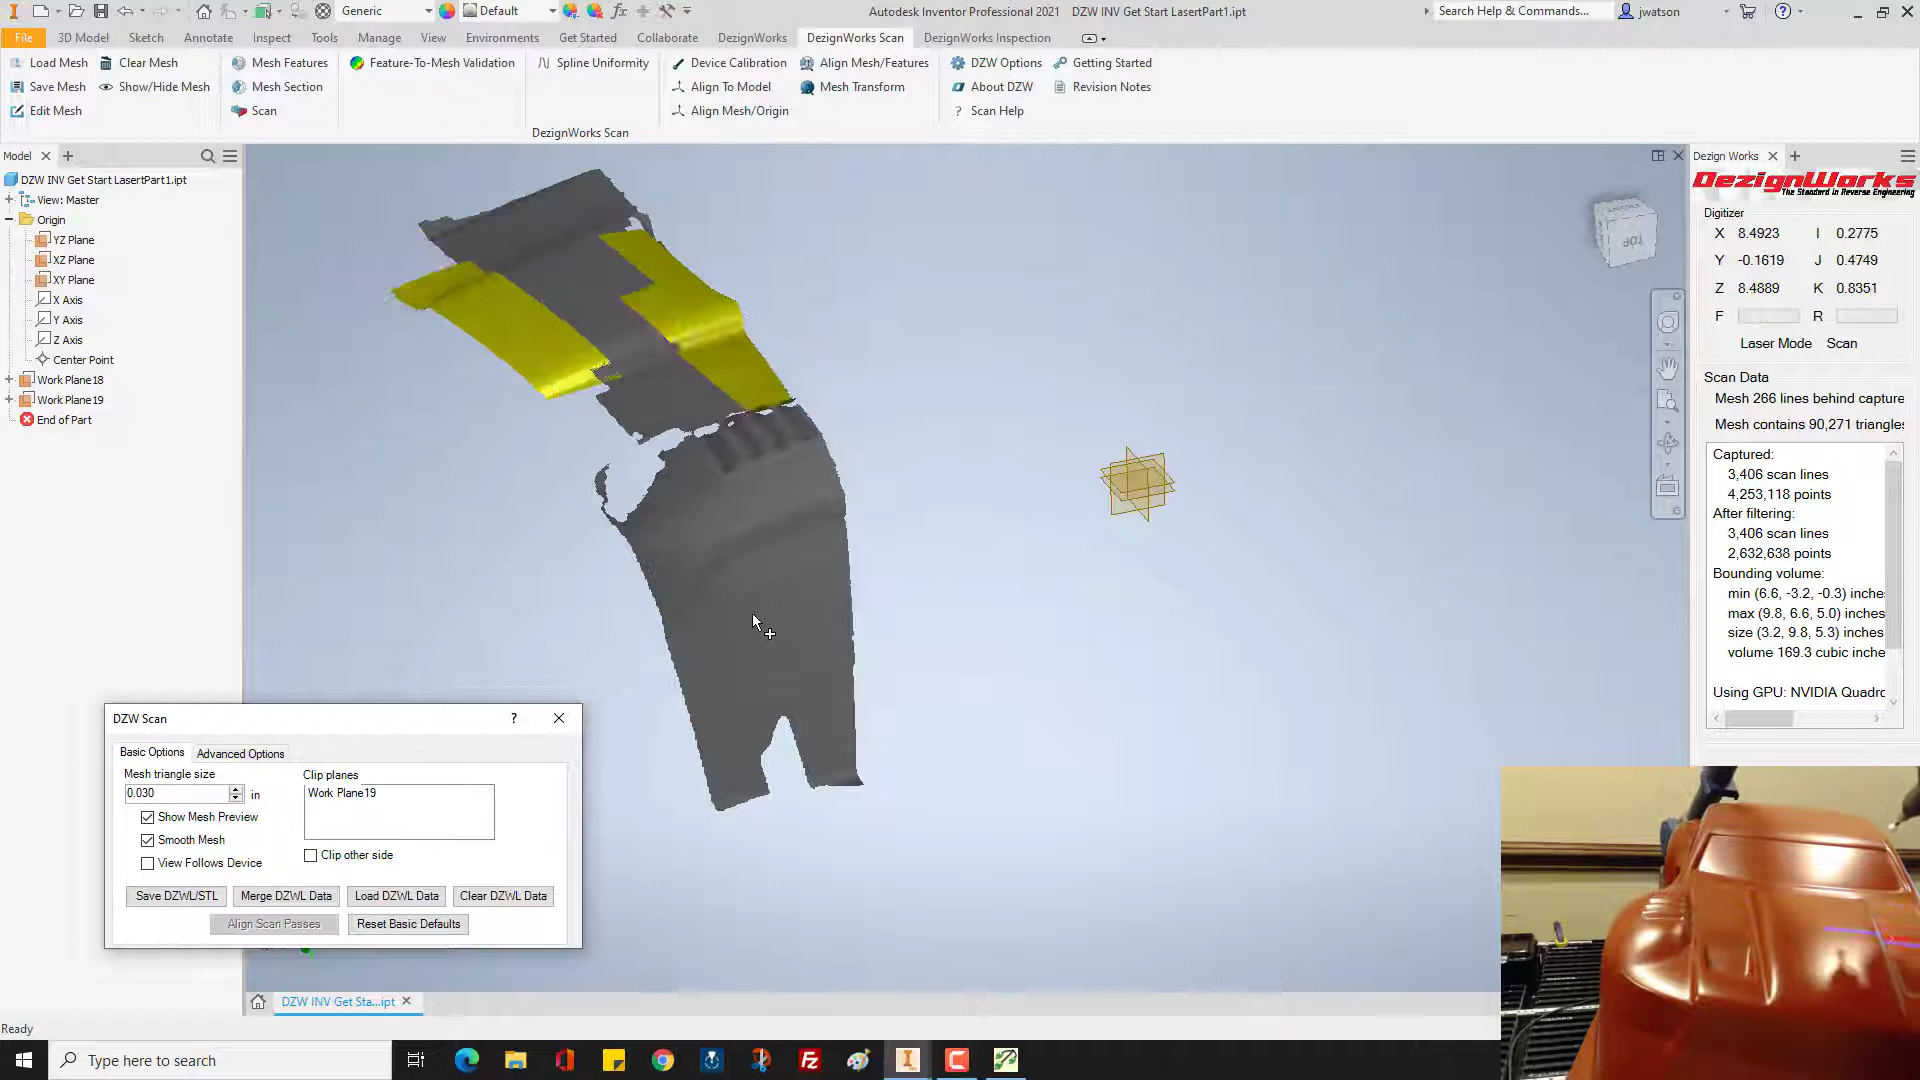 Generic
Default
Autodesk Inventor Professional 2021 DZW INV Get Start LasertPart1.ipt
Search Help & Commands...
jwatson
File 3D Model Sketch Annotate Inspect Tools Manage View Environments Get Started Collaborate DezignWorks DezignWorks Scan DezignWorks Inspection
Load Mesh Clear Mesh Mesh Features Feature-To-Mesh Validation Spline Uniformity Device Calibration Align Mesh/Features DZW Options Getting Started
Save Mesh Show/Hide Mesh Mesh Section Align To Model Mesh Transform About DZW Revision Notes
Edit Mesh Scan Align Mesh/Origin ? Scan Help
DezignWorks Scan
Model
DZW INV Get Start LasertPart1.ipt
View: Master
Origin
YZ Plane
XZ Plane
XY Plane
X Axis
Y Axis
Z Axis
Center Point
Work Plane18
Work Plane19
End of Part
TOP
Dezign Works
DezignWorks
The Standard in Reverse Engineering
Digitizer
X 8.4923 I 0.2775
Y -0.1619 J 0.4749
Z 8.4889 K 0.8351
F R
Laser Mode Scan
Scan Data
Mesh 266 lines behind capture
Mesh contains 90,271 triangles
Captured:
3,406 scan lines
4,253,118 points
After filtering:
3,406 scan lines
2,632,638 points
Bounding volume:
min (6.6, -3.2, -0.3) inche
max (9.8, 6.6, 5.0) inches
size (3.2, 9.8, 5.3) inches
volume 169.3 cubic inche
Using GPU: NVIDIA Quadro
DZW Scan ?
Basic Options Advanced Options
Mesh triangle size Clip planes
0.030 in Work Plane19
Show Mesh Preview
Smooth Mesh
View Follows Device Clip other side
Save DZWL/STL Merge DZWL Data Load DZWL Data Clear DZWL Data
Align Scan Passes Reset Basic Defaults
DZW INV Get Sta...ipt
Ready
Type here to search